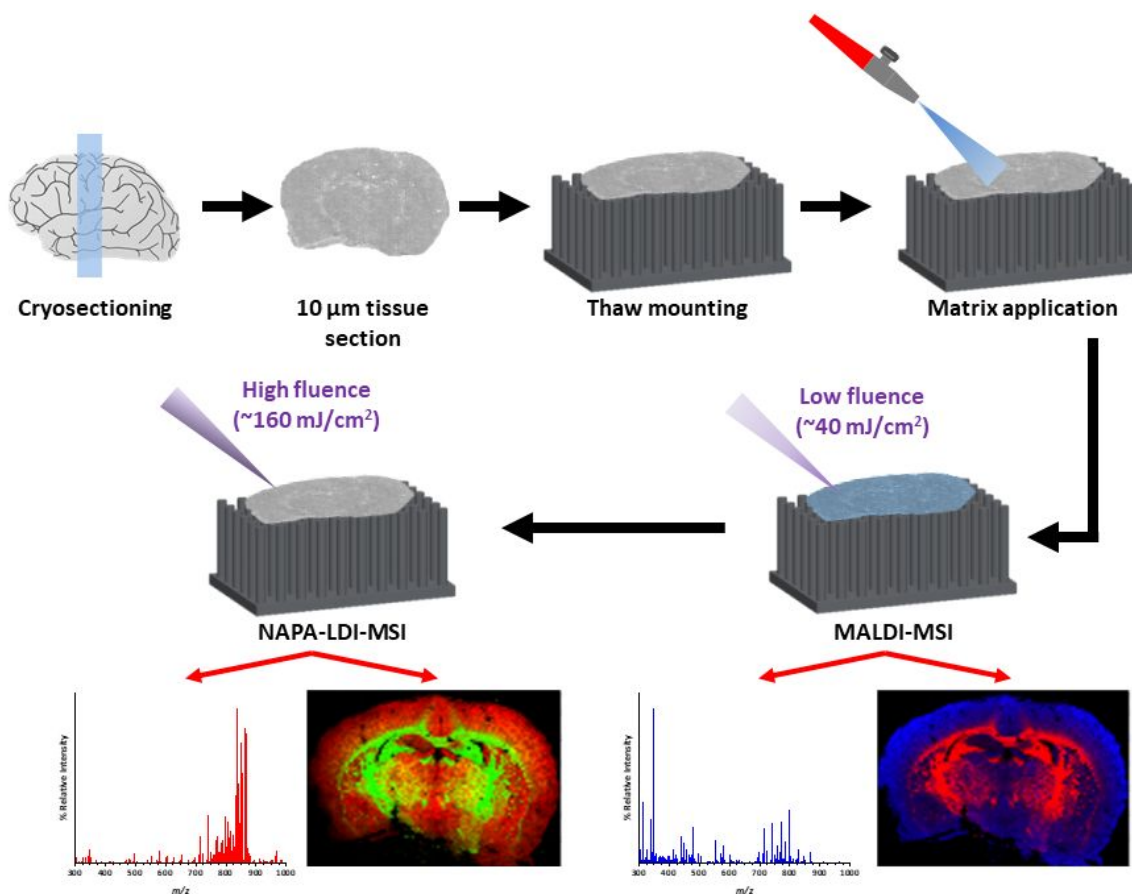 Cryosectioning
10 µm tissue
section
Thaw mounting
Matrix application
High fluence
(~160 mJ/cm²)
Low fluence
(~40 mJ/cm²)
NAPA-LDI-MSI
MALDI-MSI
% Relative Intensity
300 400 500 600 700 800 900 1000
m/z
% Relative Intensity
300 400 500 600 700 800 900 1000
m/z